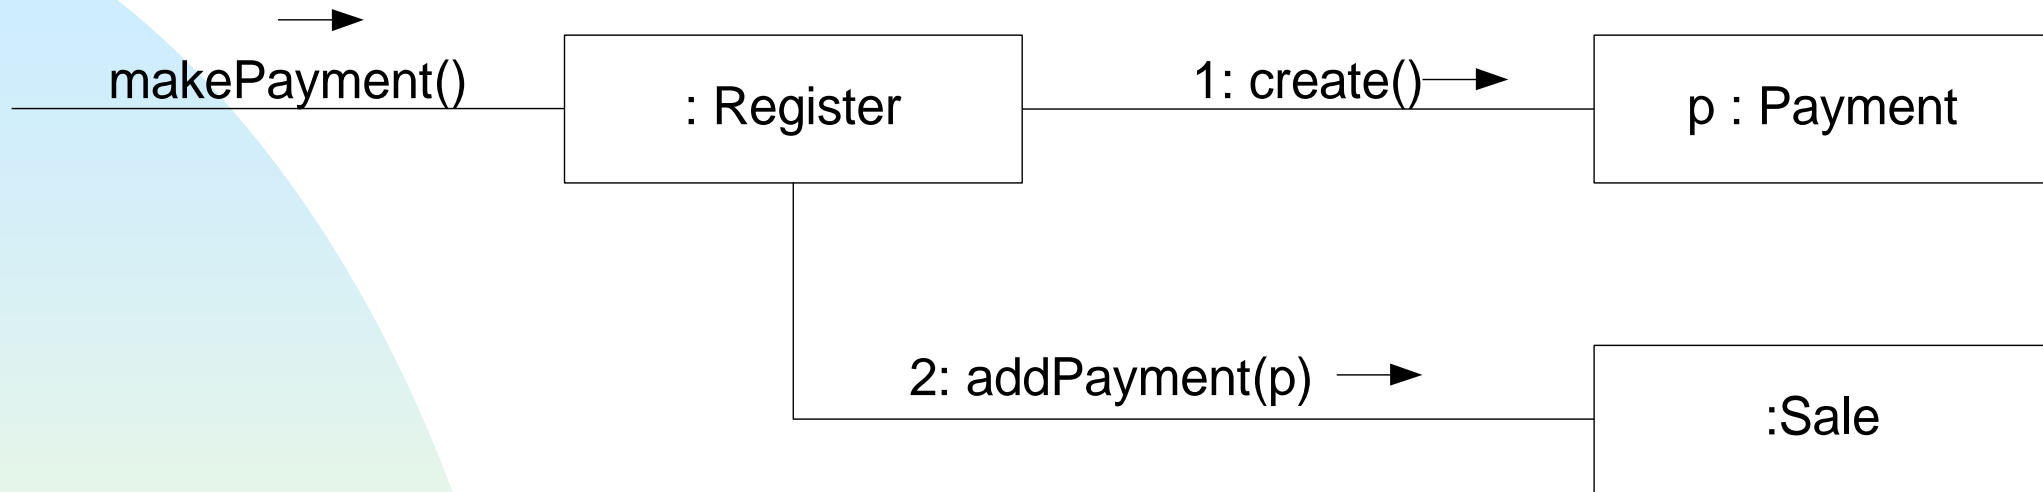 makePayment()
: Register
1: create()
p : Payment
2: addPayment(p)
:Sale